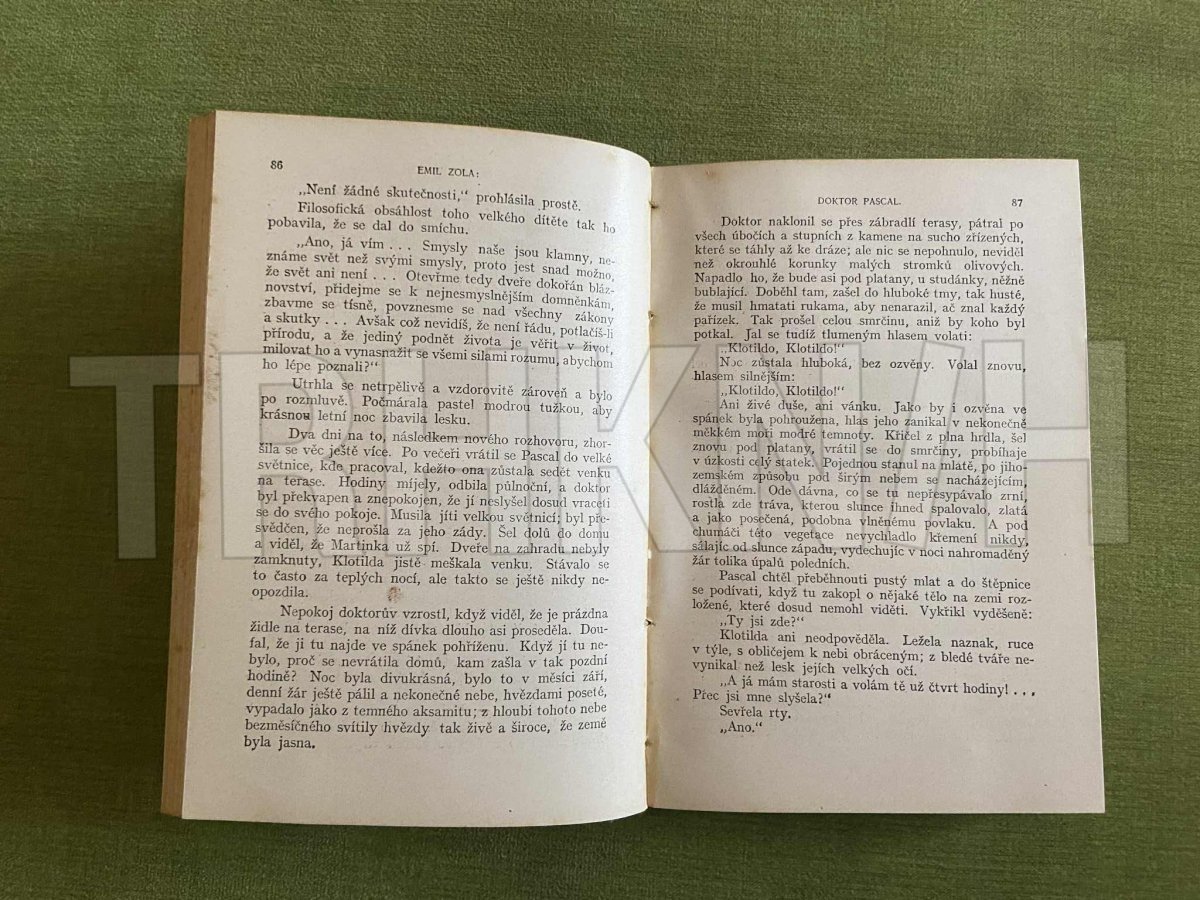 86
EMIL ZOLA:
„Není žádné skutečnosti,“ prohlásila prostě.
Filosofická obsáhlost toho velkého dítěte tak ho
pobavila, že se dal do smíchu.
„Ano, já vím . . . Smysly naše jsou klamny, ne-
známe svět než svými smysly, proto jest snad možno,
že svět ani není . . . Otevřme tedy dveře dokořán bláz-
novství, přidejme se k nejnesmyslnějším domněnkám,
zbavme se tísně, povznesme se nad všechny zákony
a skutky . . . Avšak což nevidíš, že není řádu, potlačíš-li
přírodu, a že jediný podnět života je věřit v život,
milovat ho a vynasnažit se všemi silami rozumu, abychom
ho lépe poznali?“
Utrhla se netrpělivě a vzdorovitě zároveň a bylo
po rozmluvě. Počmárala pastel modrou tužkou, aby
krásnou letní noc zbavila lesku.
Dva dni na to, následkem nového rozhovoru, zhor-
šila se věc ještě více. Po večeři vrátil se Pascal do velké
světnice, kde pracoval, kdežto ona zůstala sedět venku
na terase. Hodiny míjely, odbila půlnoční, a doktor
byl překvapen a znepokojen, že jí neslyšel dosud vraceti
se do svého pokoje. Musila jíti velkou světnicí; byl pře-
svědčen, že neprošla za jeho zády. Šel dolů do domu
a viděl, že Martinka už spí. Dveře na zahradu nebyly
zamknuty, Klotilda jistě meškala venku. Stávalo se
to často za teplých nocí, ale takto se ještě nikdy ne-
opozdila.
Nepokoj doktorův vzrostl, když viděl, že je prázdna
židle na terase, na níž dívka dlouho asi proseděla. Dou-
fal, že ji tu najde ve spánek pohříženu. Když jí tu ne-
bylo, proč se nevrátila domů, kam zašla v tak pozdní
hodině? Noc byla divukrásná, bylo to v měsíci září,
denní žár ještě pálil a nekonečné nebe, hvězdami poseté,
vypadalo jako z temného aksamitu; z hloubi tohoto nebe
bezměsíčného svítily hvězdy tak živě a široce, že země
byla jasna.
DOKTOR PASCAL.
87
Doktor naklonil se přes zábradlí terasy, pátral po
všech úbočích a stupních z kamene na sucho zřízených,
které se táhly až ke dráze; ale nic se nepohnulo, neviděl
než okrouhlé korunky malých stromků olivových.
Napadlo ho, že bude asi pod platany, u studánky, něžně
bublající. Doběhl tam, zašel do hluboké tmy, tak husté,
že musil hmatati rukama, aby nenarazil, ač znal každý
pařízek. Tak prošel celou smrčinu, aniž by koho byl
potkal. Jal se tudíž tlumeným hlasem volati:
„Klotildo, Klotildo!“
Noc zůstala hluboká, bez ozvěny. Volal znovu,
hlasem silnějším:
„Klotildo, Klotildo!“
Ani živé duše, ani vánku. Jako by i ozvěna ve
spánek byla pohroužena, hlas jeho zanikal v nekonečně
měkkém moři modré temnoty. Křičel z plna hrdla, šel
znovu pod platany, vrátil se do smrčiny, probíhaje
v úzkosti celý statek. Pojednou stanul na mlatě, po jiho-
zemském způsobu pod širým nebem se nacházejícím,
dlážděném. Ode dávna, co se tu nepřesypávalo zrní,
rostla zde tráva, kterou slunce ihned spalovalo, zlatá
a jako posečená, podobna vlněnému povlaku. A pod
chumáči této vegetace nevychladlo křemení nikdy,
sálajíc od slunce západu, vydechujíc v noci nahromaděný
žár tolika úpalů poledních.
Pascal chtěl přeběhnouti pustý mlat a do štěpnice
se podívati, když tu zakopl o nějaké tělo na zemi roz-
ložené, které dosud nemohl viděti. Vykřikl vyděšeně:
„Ty jsi zde?“
Klotilda ani neodpověděla. Ležela naznak, ruce
v týle, s obličejem k nebi obráceným; z bledé tváře ne-
vynikal než lesk jejích velkých očí.
„A já mám starosti a volám tě už čtvrt hodiny! . . .
Přec jsi mne slyšela?“
Sevřela rty.
„Ano.“